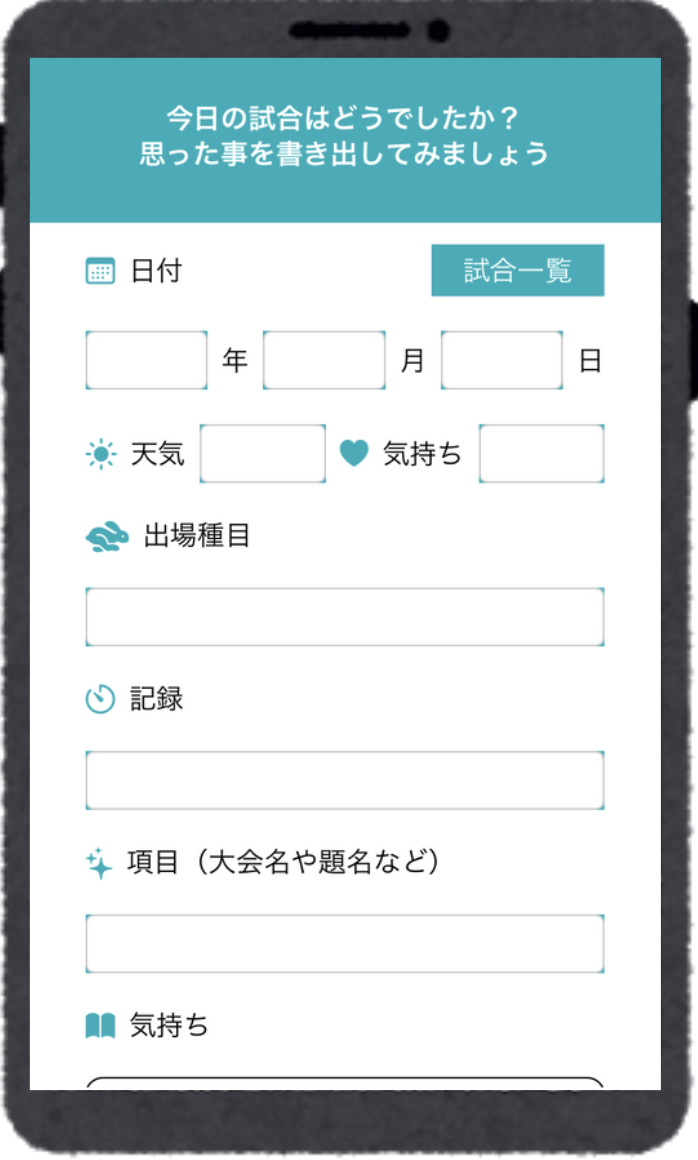 今日の試合はどうでしたか？
思った事を書き出してみましょう
日付 試合一覧
年 月 日
天気 気持ち
出場種目
記録
項目（大会名や題名など）
気持ち